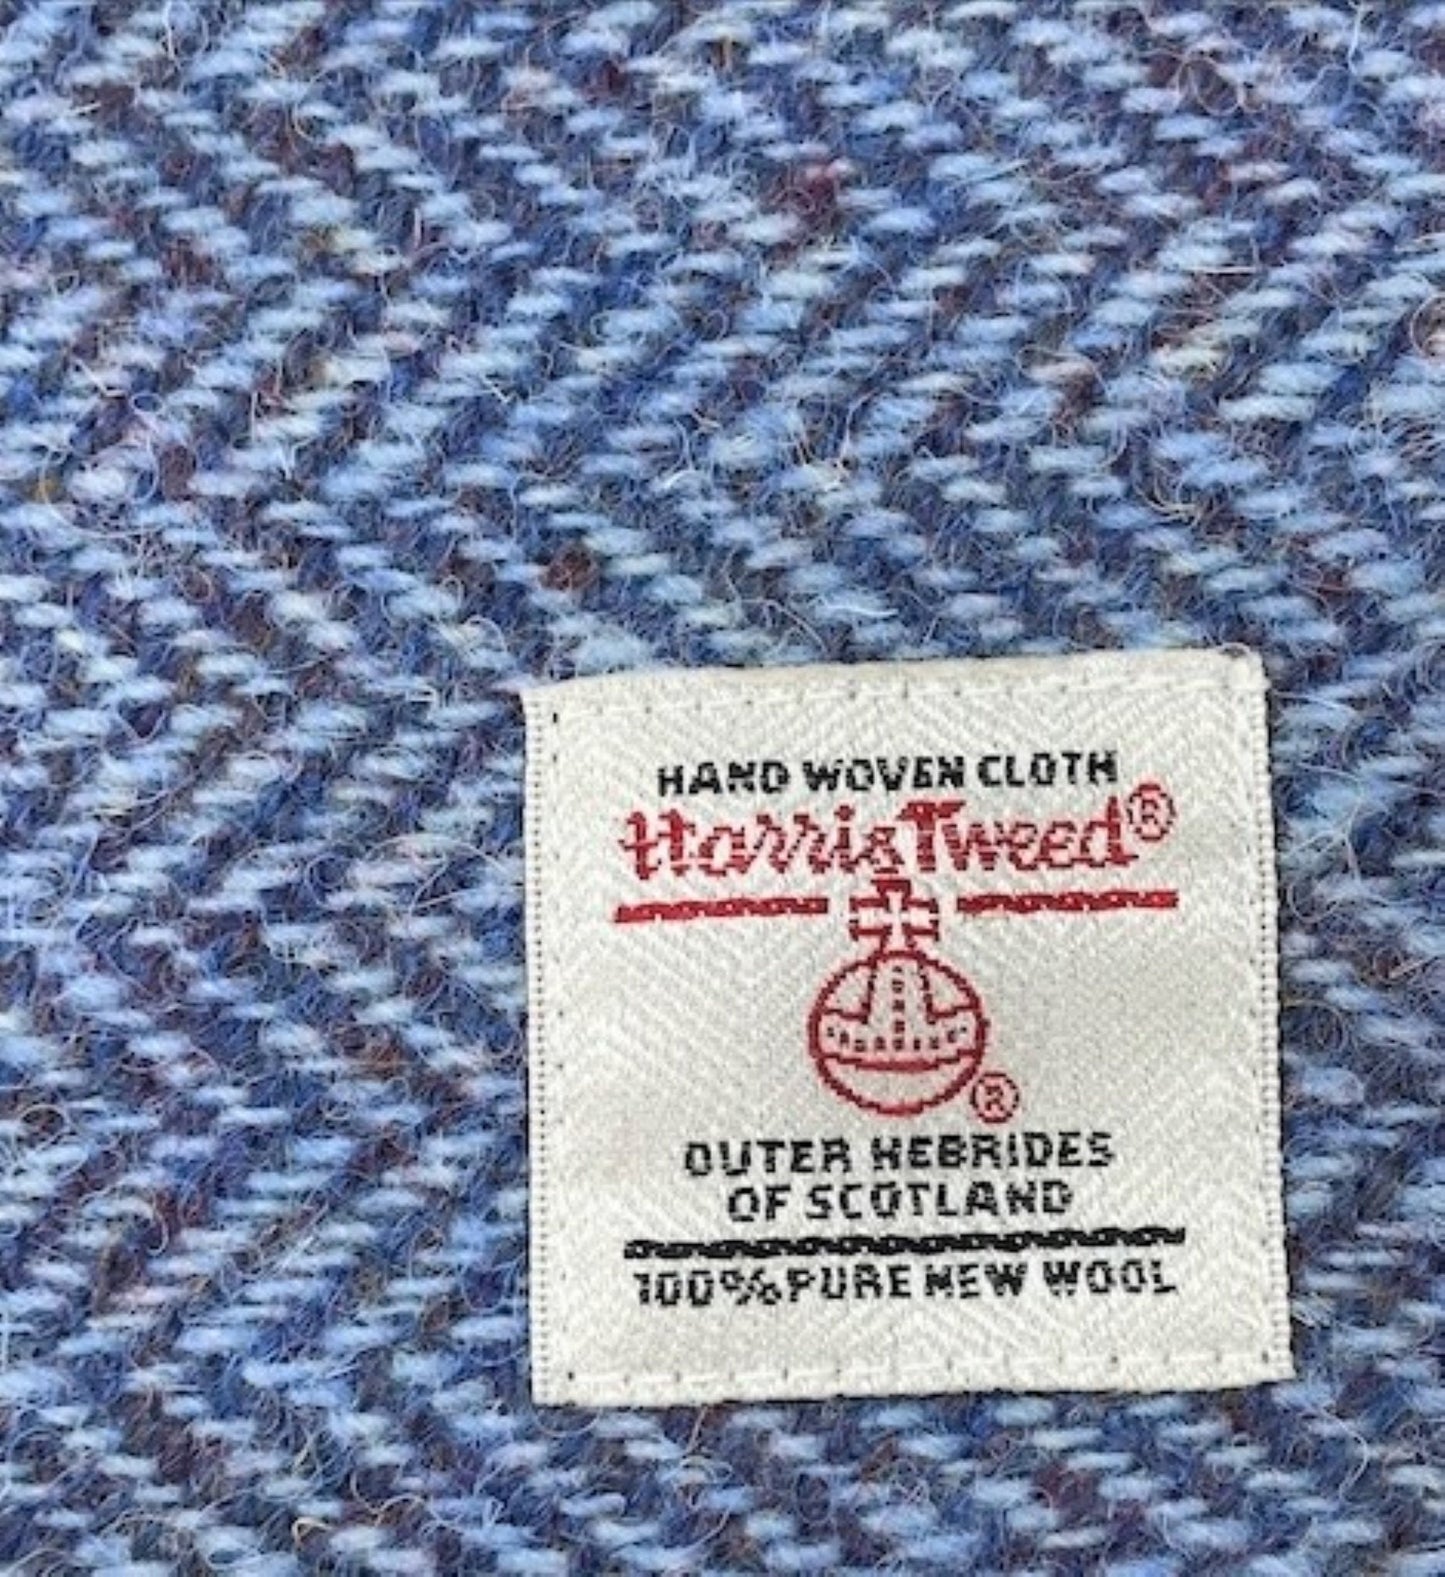 HAND WOVEN CLOTH
Harris Tweed®
®
OUTER HEBRIDES
OF SCOTLAND
100% PURE NEW WOOL